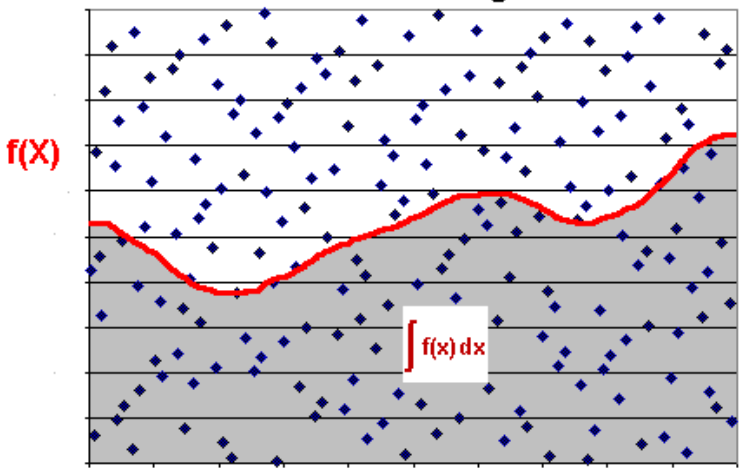 f(X)
∫ f(x) dx